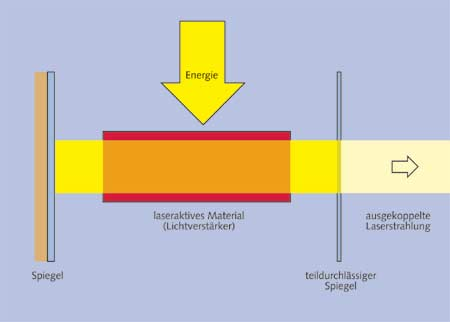 Energie
laseraktives Material
(Lichtverstärker)
ausgekoppelte
Laserstrahlung
Spiegel
teildurchlässiger
Spiegel